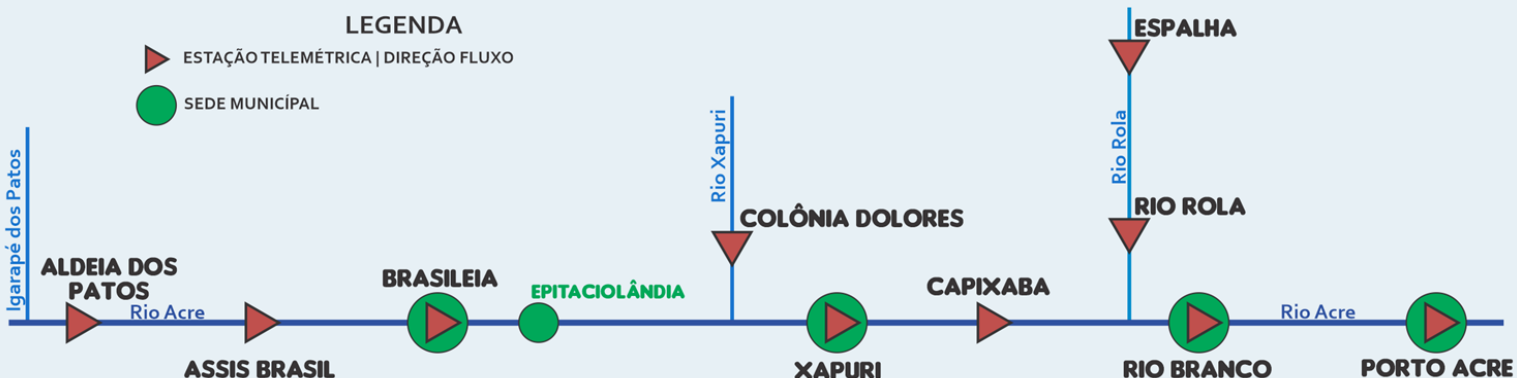 LEGENDA
ESTAÇÃO TELEMÉTRICA | DIREÇÃO FLUXO
SEDE MUNICÍPAL
Igarapé dos Patos
ALDEIA DOS
PATOS
Rio Acre
ASSIS BRASIL
BRASILEIA
EPITACIOLÂNDIA
Rio Xapuri
COLÔNIA DOLORES
XAPURI
CAPIXABA
ESPALHA
Rio Rola
RIO ROLA
RIO BRANCO
Rio Acre
PORTO ACRE